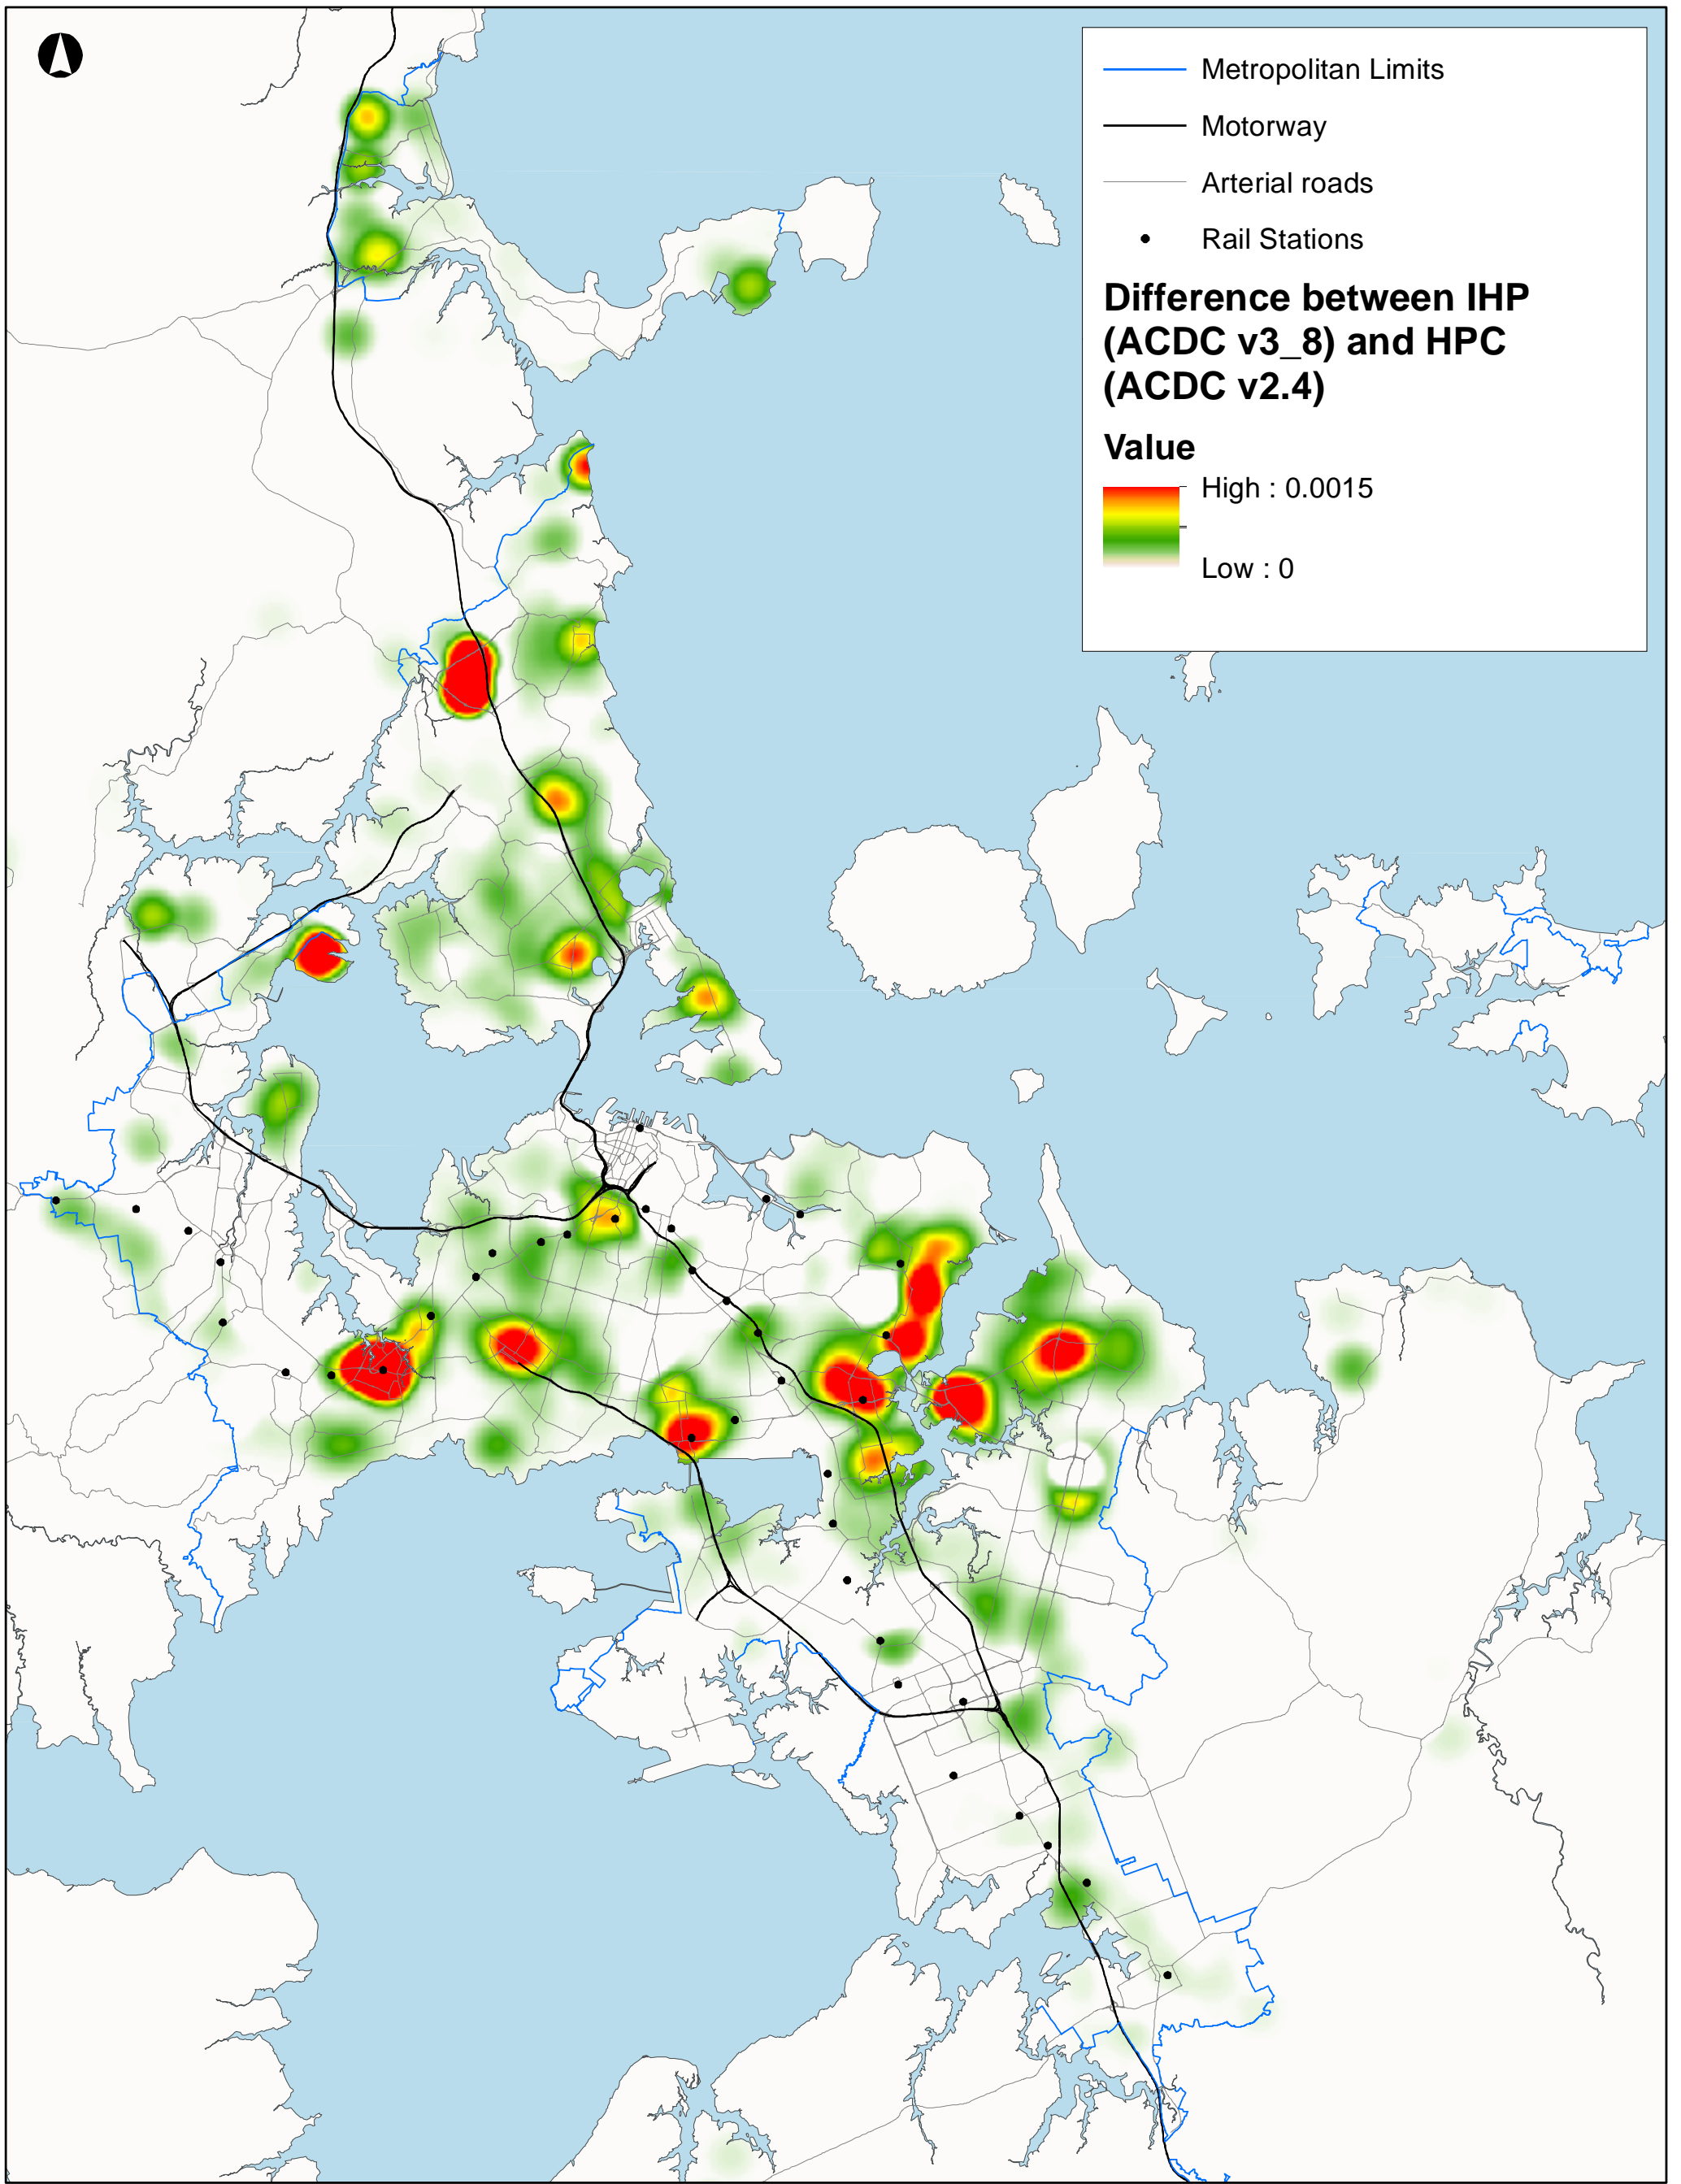 Metropolitan Limits
Motorway
Arterial roads
Rail Stations
Difference between IHP
(ACDC v3_8) and HPC
(ACDC v2.4)
Value
High : 0.0015
Low : 0